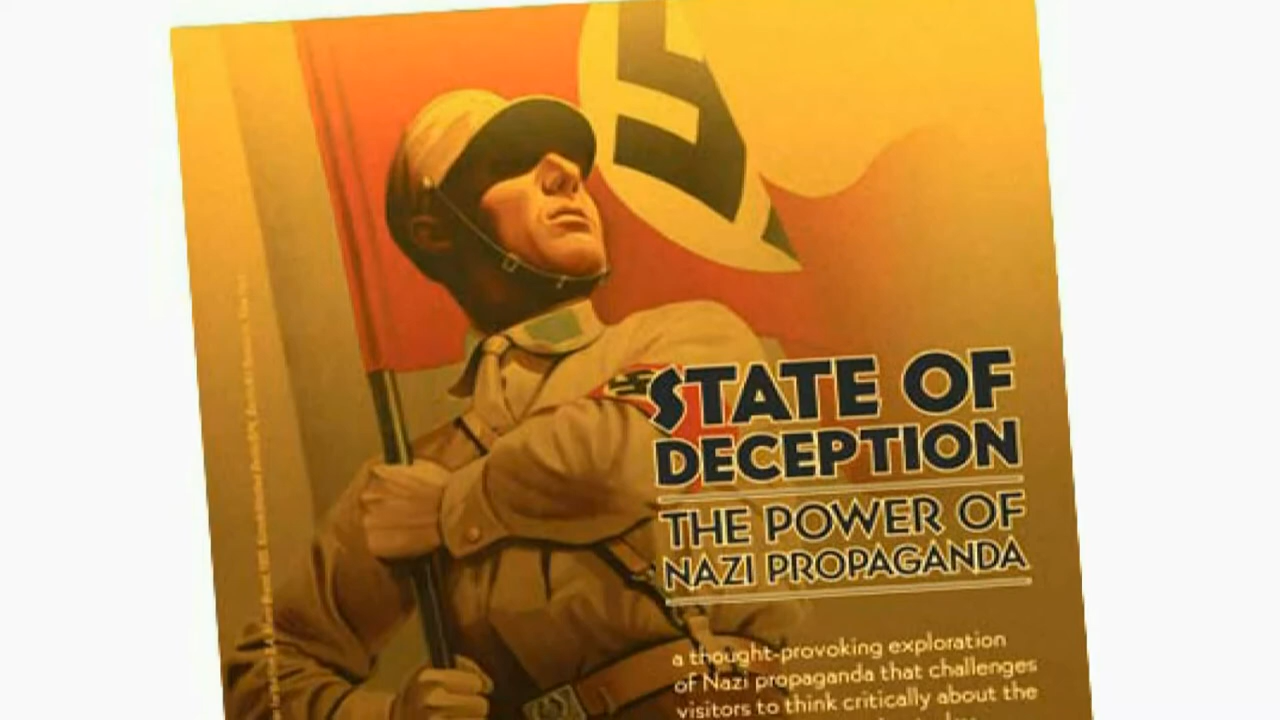 STATE OF
DECEPTION
THE POWER OF
NAZI PROPAGANDA
a thought-provoking exploration
of Nazi propaganda that challenges
visitors to think critically about the